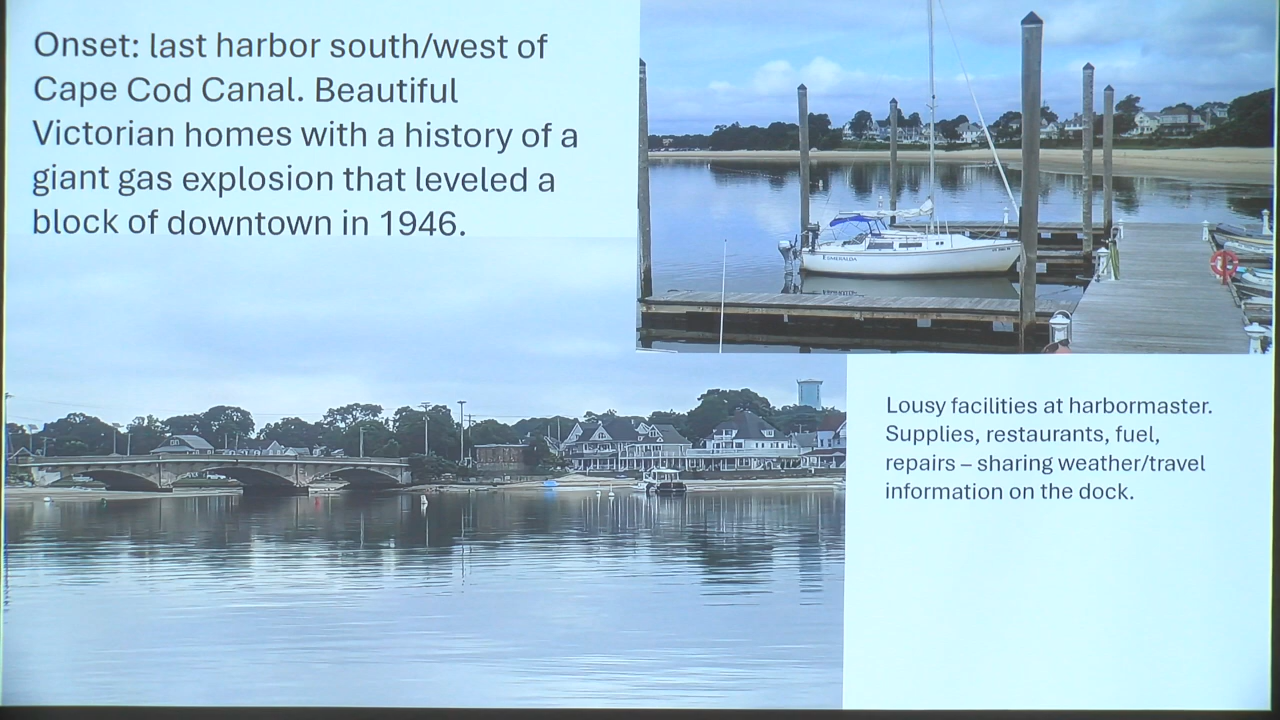 Onset: last harbor south/west of
Cape Cod Canal. Beautiful
Victorian homes with a history of a
giant gas explosion that leveled a
block of downtown in 1946.
ESMERALDA
Lousy facilities at harbormaster.
Supplies, restaurants, fuel,
repairs – sharing weather/travel
information on the dock.